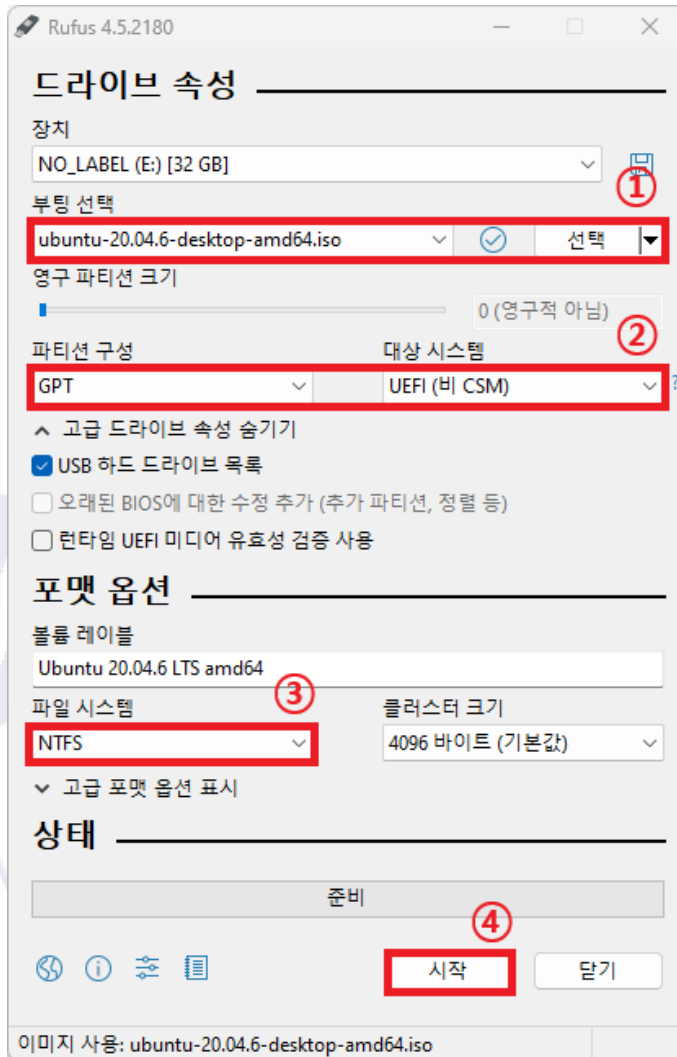 Rufus 4.5.2180
드라이브 속성
장치
NO_LABEL (E:) [32 GB]
①
부팅 선택
ubuntu-20.04.6-desktop-amd64.iso 선택
영구 파티션 크기
0 (영구적 아님)
②
파티션 구성 대상 시스템
GPT UEFI (비 CSM) ?
고급 드라이브 속성 숨기기
USB 하드 드라이브 목록
오래된 BIOS에 대한 수정 추가 (추가 파티션, 정렬 등)
런타임 UEFI 미디어 유효성 검증 사용
포맷 옵션
볼륨 레이블
Ubuntu 20.04.6 LTS amd64
③
파일 시스템 클러스터 크기
NTFS 4096 바이트 (기본값)
고급 포맷 옵션 표시
상태
준비
④
시작 닫기
이미지 사용: ubuntu-20.04.6-desktop-amd64.iso